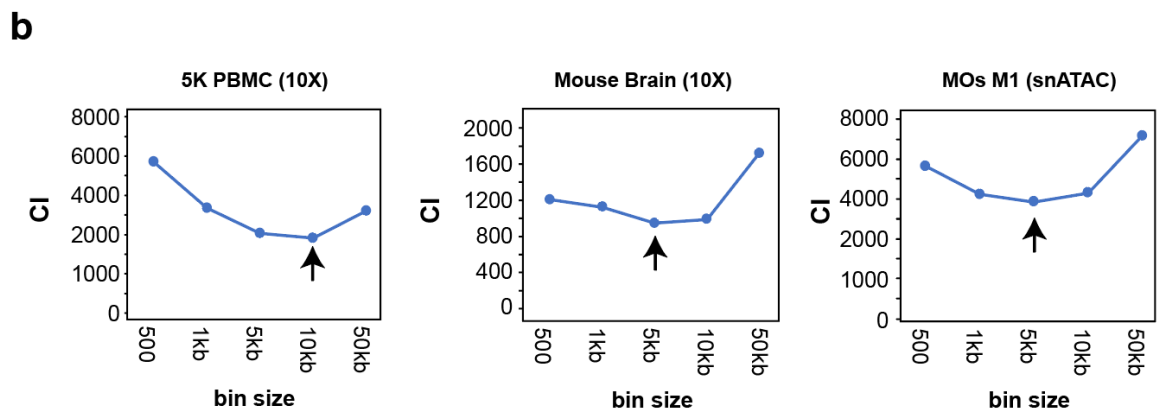 b
5K PBMC (10X)
8000
6000
4000
2000
1000
0
CI
500
1kb
5kb
10kb
50kb
bin size
Mouse Brain (10X)
2000
1600
1200
800
400
0
CI
500
1kb
5kb
10kb
50kb
bin size
MOs M1 (snATAC)
8000
6000
4000
2000
1000
0
CI
500
1kb
5kb
10kb
50kb
bin size